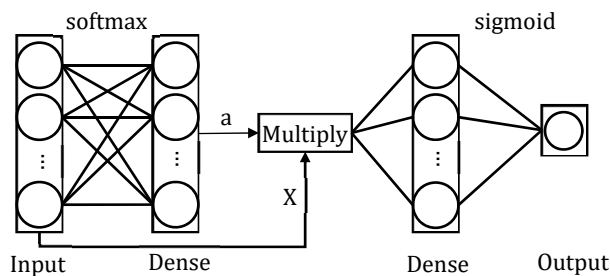 softmax
sigmoid
a
Multiply
...
...
...
X
Input
Dense
Dense
Output